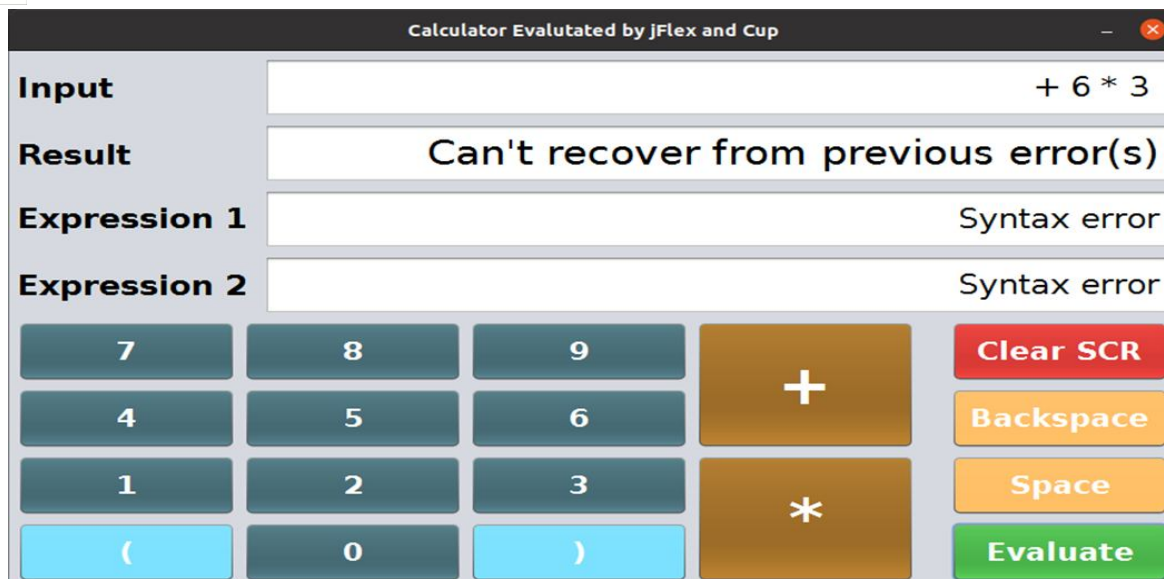 Calculator Evalutated by jFlex and Cup
Input + 6 * 3
Result Can't recover from previous error(s)
Expression 1 Syntax error
Expression 2 Syntax error
7 8 9 + Clear SCR
4 5 6 Backspace
1 2 3 * Space
( 0 ) Evaluate